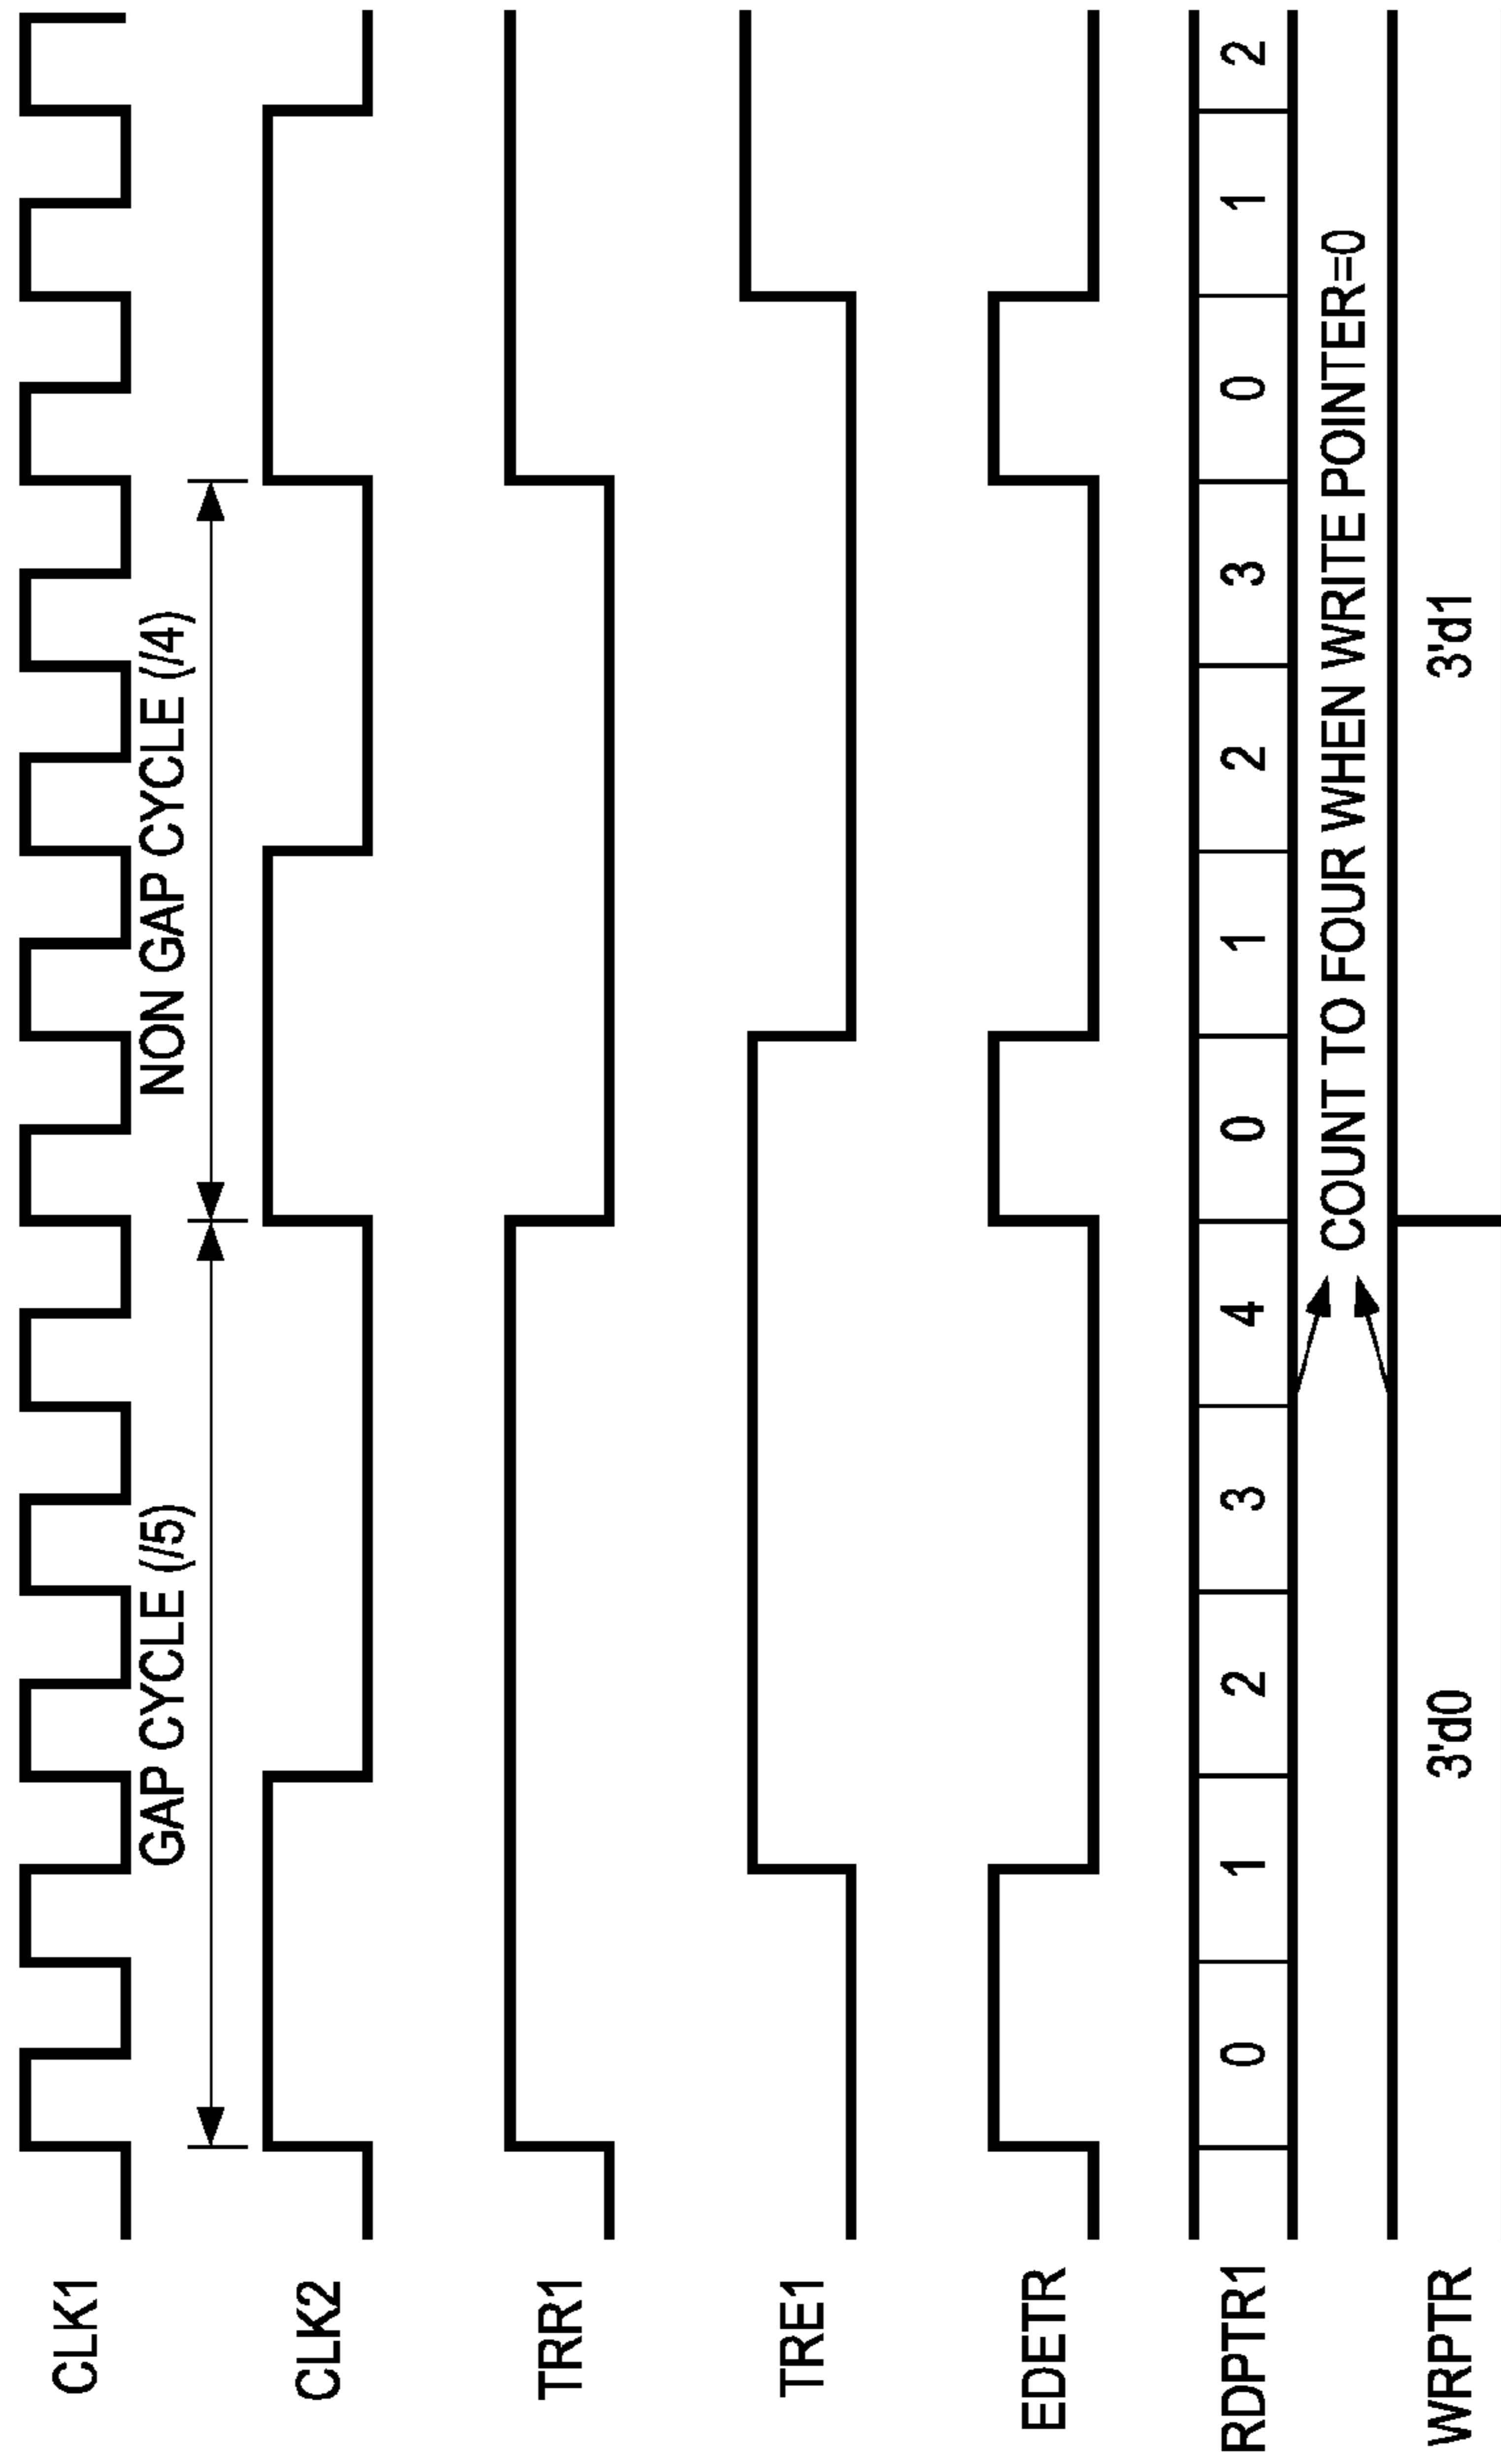 CLK1
GAP CYCLE (/5)
NON GAP CYCLE (/4)
CLK2
TRR1
TRE1
EDETR
RDPTR1
0 1 2 3 4 0 1 2 3 0 1 2
COUNT TO FOUR WHEN WRITE POINTER=0
WRPTR
3'd0
3'd1